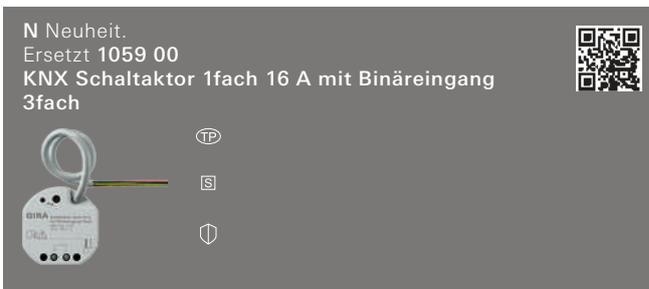 N Neuheit.
Ersetzt 1059 00
KNX Schaltaktor 1fach 16 A mit Binäreingang
3fach
TP
S
GIRA